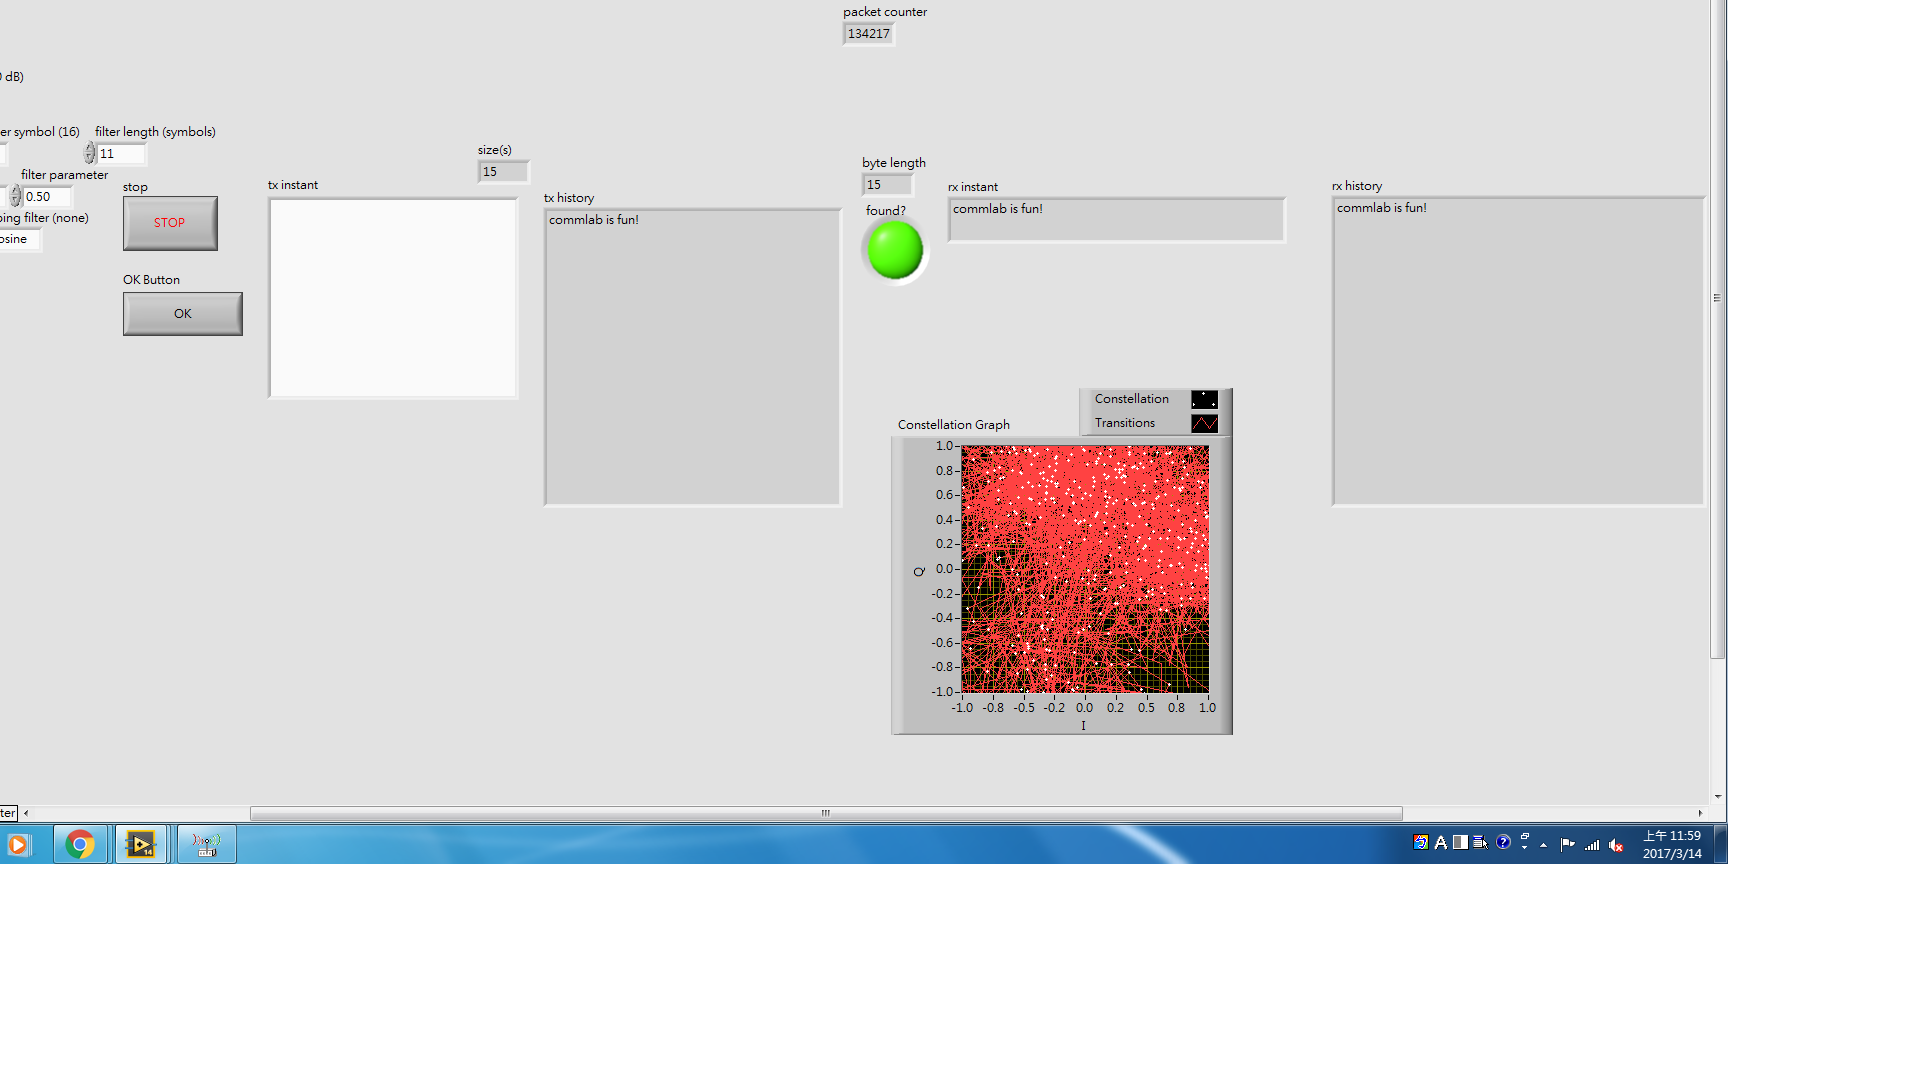 packet counter
134217
0 dB)
er symbol (16)
filter length (symbols)
11
filter parameter
0.50
ping filter (none)
osine
stop
STOP
OK Button
OK
tx instant
size(s)
15
tx history
commlab is fun!
byte length
15
found?
rx instant
commlab is fun!
rx history
commlab is fun!
Constellation
Transitions
Constellation Graph
1.0
0.8
0.6
0.4
0.2
0.0
-0.2
-0.4
-0.6
-0.8
-1.0
Q
-1.0 -0.8 -0.5 -0.2 0.0 0.2 0.5 0.8 1.0
I
ter
14
A
上午 11:59
2017/3/14